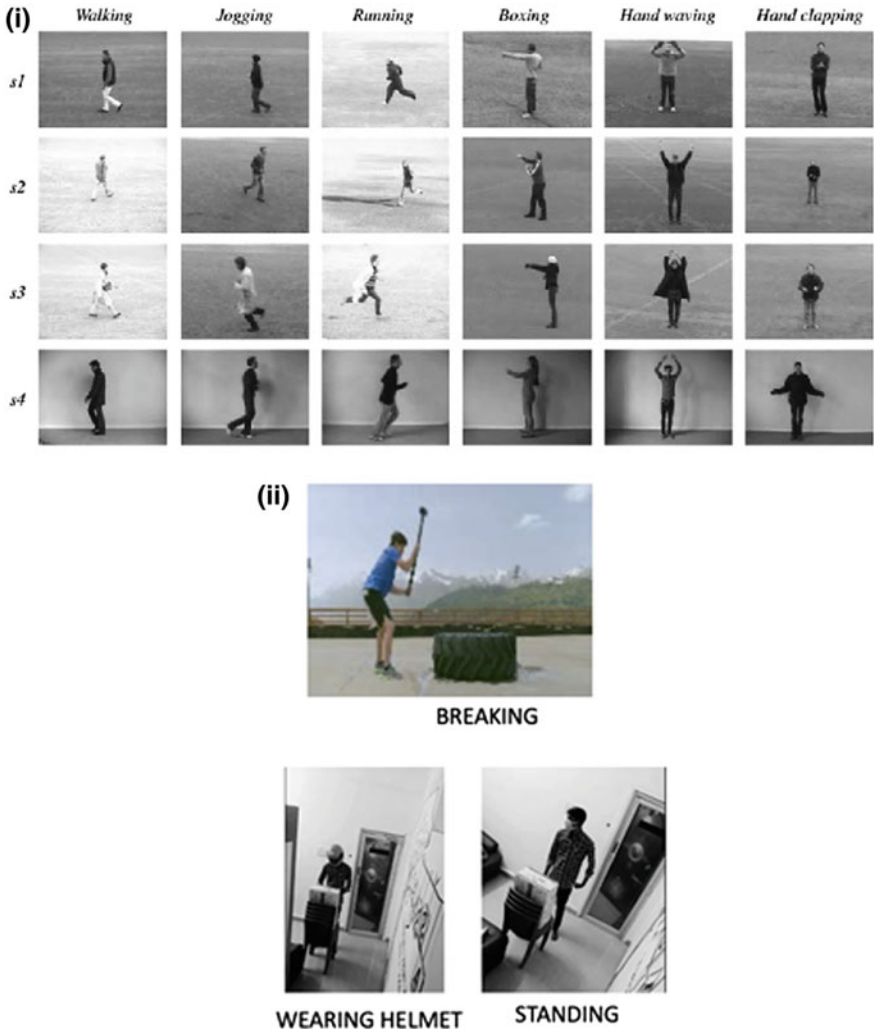 (i) Walking Jogging Running Boxing Hand waving Hand clapping
s1
s2
s3
s4
(ii)
BREAKING
WEARING HELMET STANDING